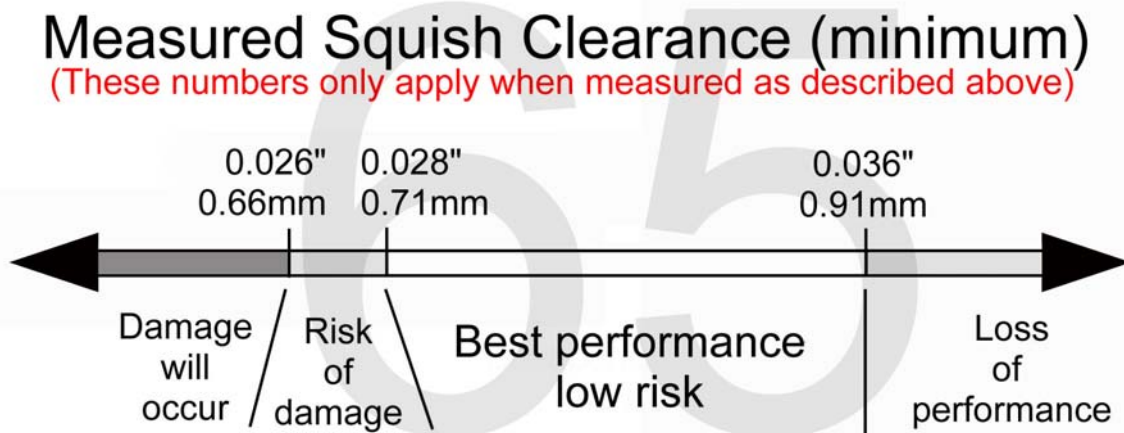 Measured Squish Clearance (minimum)
(These numbers only apply when measured as described above)
0.026" 0.028" 0.036"
0.66mm 0.71mm 0.91mm
Damage
will
occur
Risk
of
damage
Best performance
low risk
Loss
of
performance
65